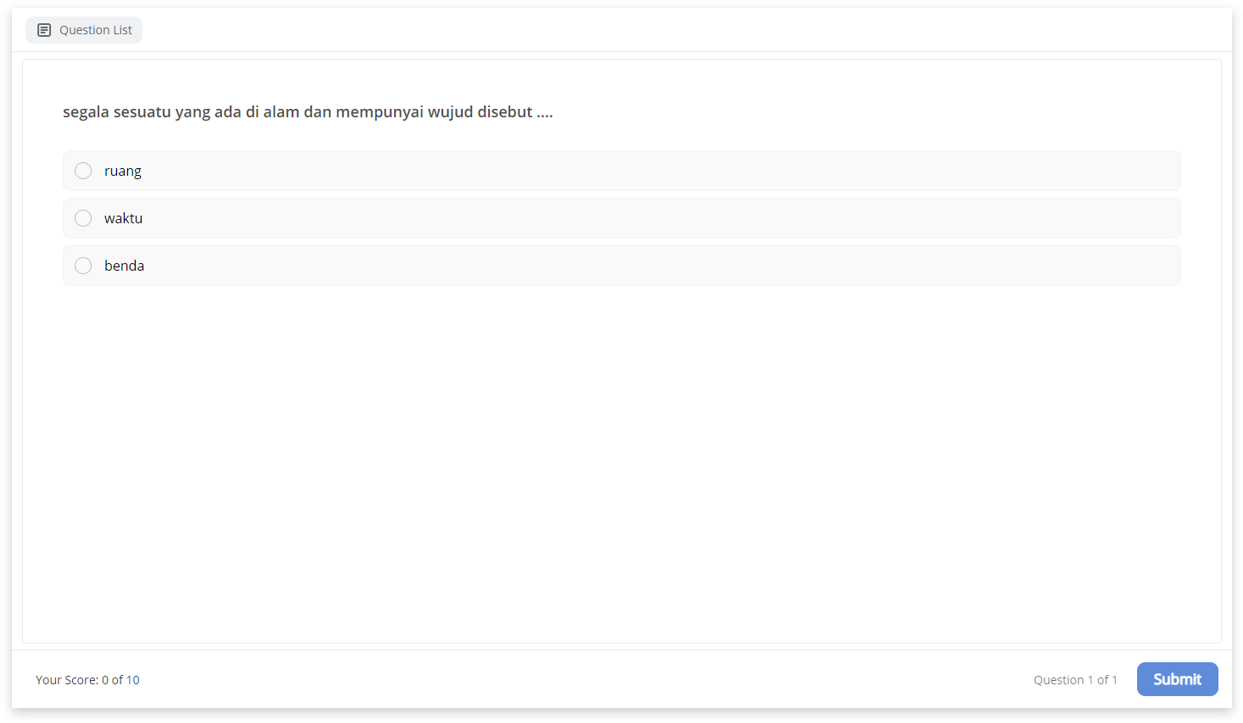 Question List
segala sesuatu yang ada di alam dan mempunyai wujud disebut ....
ruang
waktu
benda
Your Score: 0 of 10
Question 1 of 1
Submit